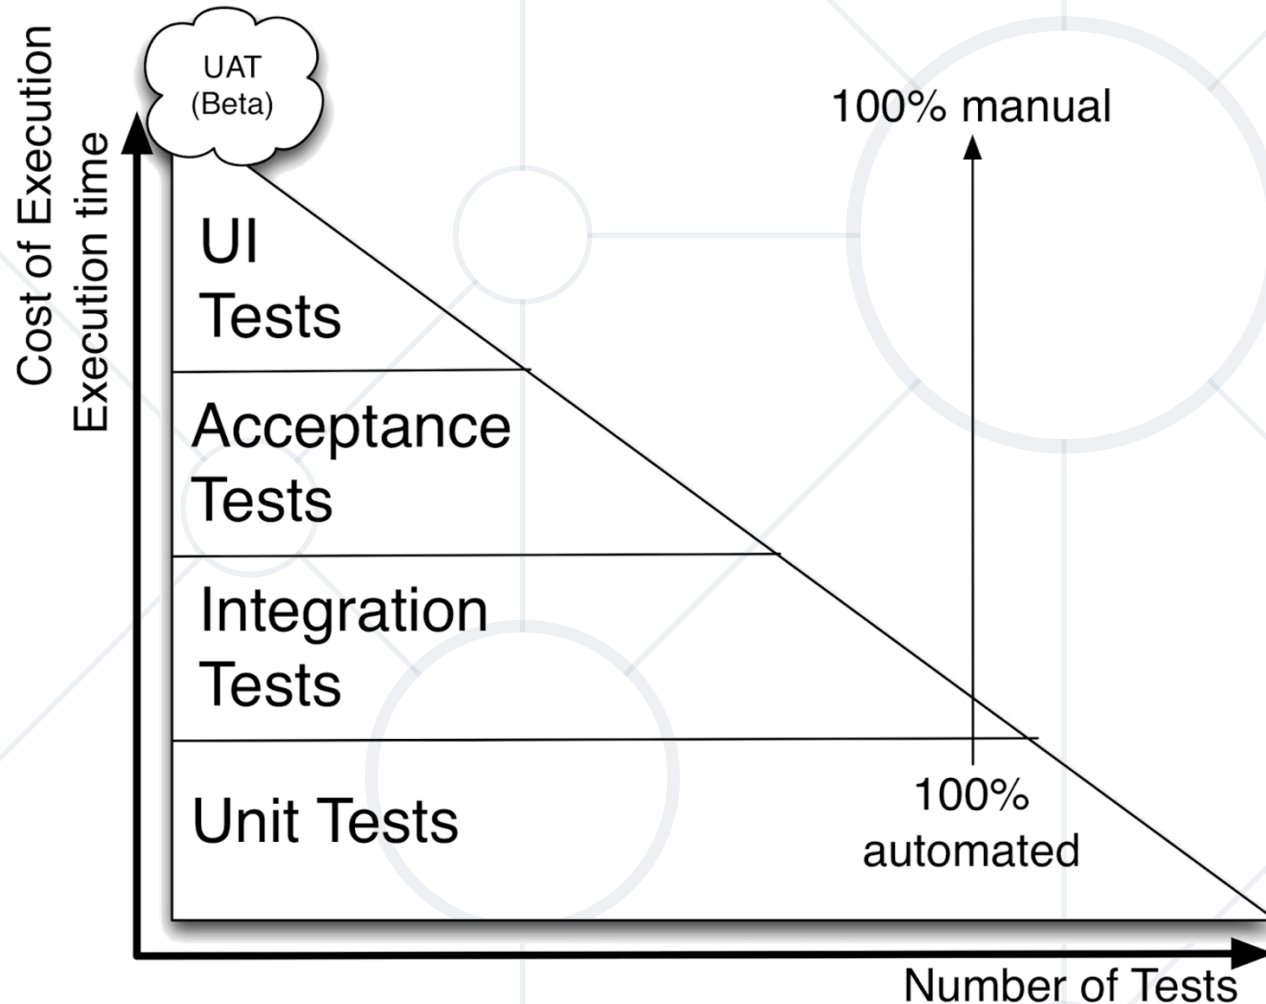 UAT
(Beta)
Cost of Execution
Execution time
100% manual
UI
Tests
Acceptance
Tests
Integration
Tests
Unit Tests
100%
automated
Number of Tests